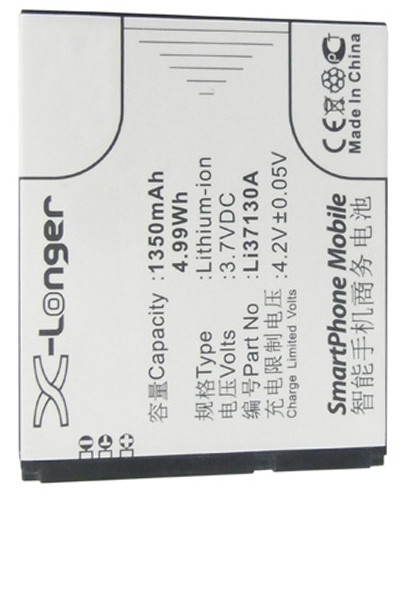 X-Longer
容量Capacity :1350mAh
4.99Wh
规格Type :Lithium-ion
电压Volts :3.7VDC
编号Part No :Li37130A
充电限制电压 :4.2V±0.05V
Charge Limited Volts
SmartPhone Mobile
智能手机商务电池
CE
Made in China